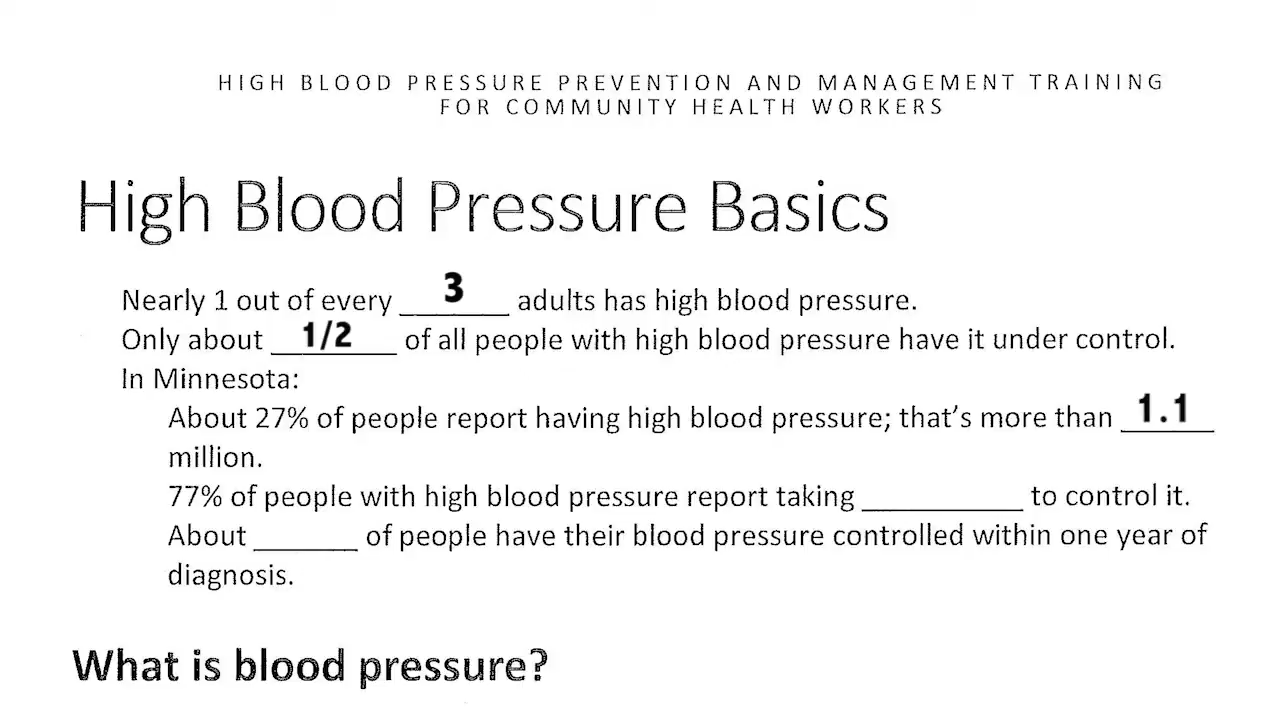 HIGH BLOOD PRESSURE PREVENTION AND MANAGEMENT TRAINING
FOR COMMUNITY HEALTH WORKERS
High Blood Pressure Basics
Nearly 1 out of every 3 adults has high blood pressure.
Only about 1/2 of all people with high blood pressure have it under control.
In Minnesota:
About 27% of people report having high blood pressure; that's more than 1.1
million.
77% of people with high blood pressure report taking __________ to control it.
About ______ of people have their blood pressure controlled within one year of
diagnosis.
What is blood pressure?